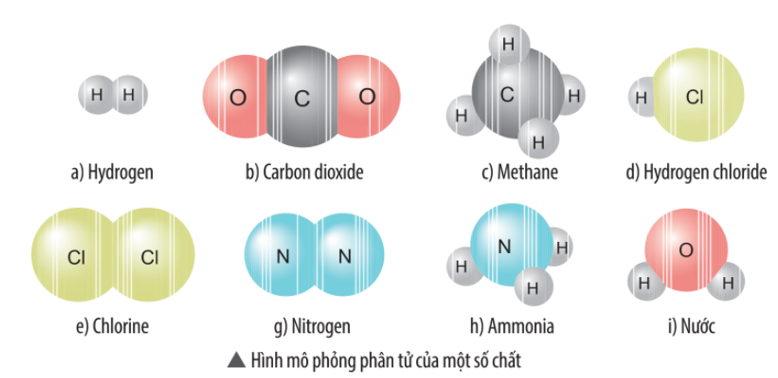 H H
O C O
H
C
H
H
H
H Cl
a) Hydrogen
b) Carbon dioxide
c) Methane
d) Hydrogen chloride
Cl Cl
N N
N
H
H
H
O
H H
e) Chlorine
g) Nitrogen
h) Ammonia
i) Nước
▲ Hình mô phỏng phân tử của một số chất